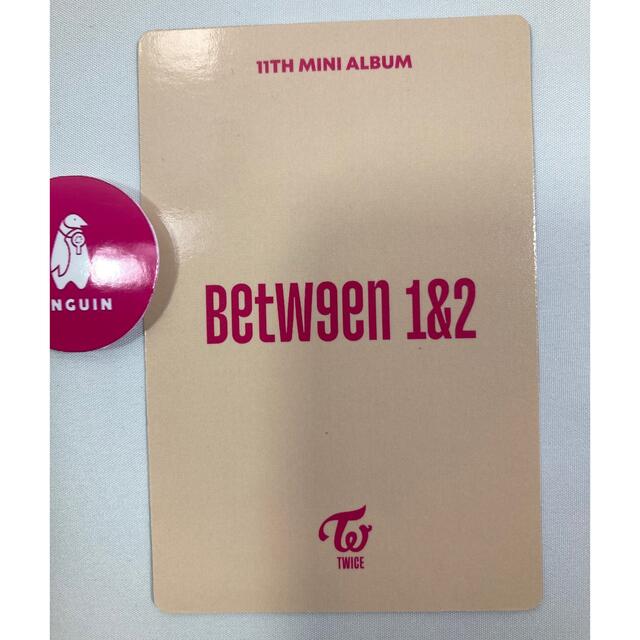 11TH MINI ALBUM
NGUIN
BetW9en 1&2
TWICE